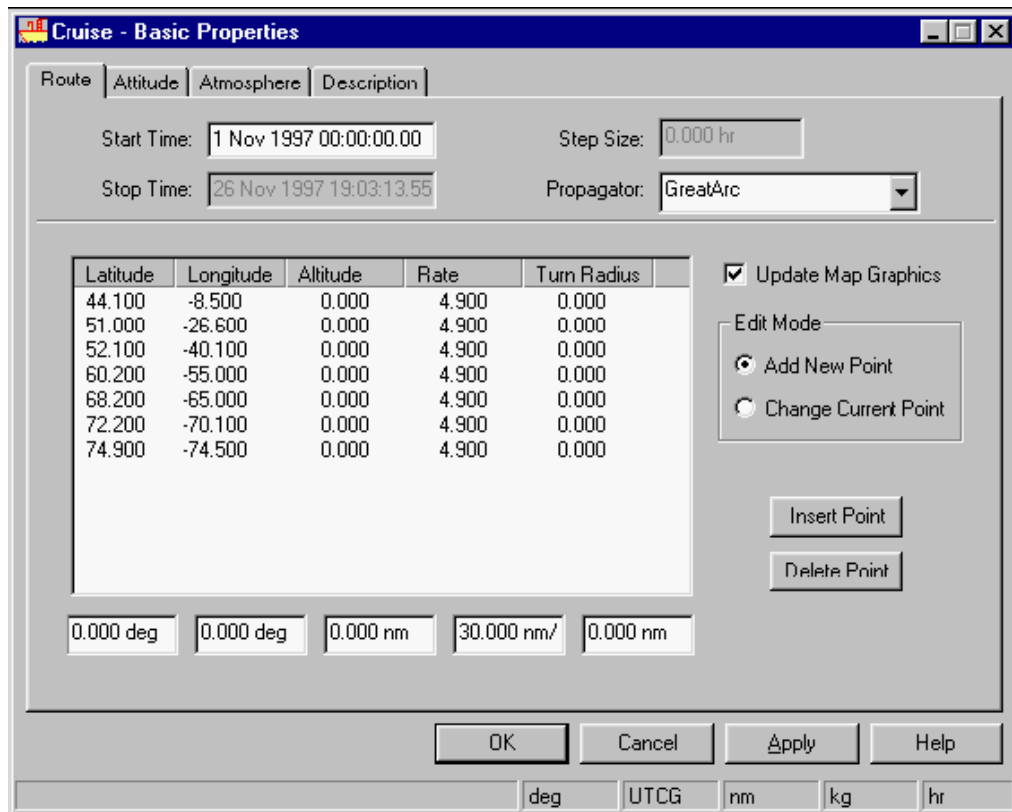 Cruise - Basic Properties
Route Attitude Atmosphere Description
Start Time: 1 Nov 1997 00:00:00.00 Step Size: 0.000 hr
Stop Time: 26 Nov 1997 19:03:13.55 Propagator: GreatArc
Latitude Longitude Altitude Rate Turn Radius
44.100 -8.500 0.000 4.900 0.000
51.000 -26.600 0.000 4.900 0.000
52.100 -40.100 0.000 4.900 0.000
60.200 -55.000 0.000 4.900 0.000
68.200 -65.000 0.000 4.900 0.000
72.200 -70.100 0.000 4.900 0.000
74.900 -74.500 0.000 4.900 0.000
Update Map Graphics
Edit Mode
Add New Point
Change Current Point
Insert Point
Delete Point
0.000 deg 0.000 deg 0.000 nm 30.000 nm/ 0.000 nm
OK Cancel Apply Help
deg UTCG nm kg hr